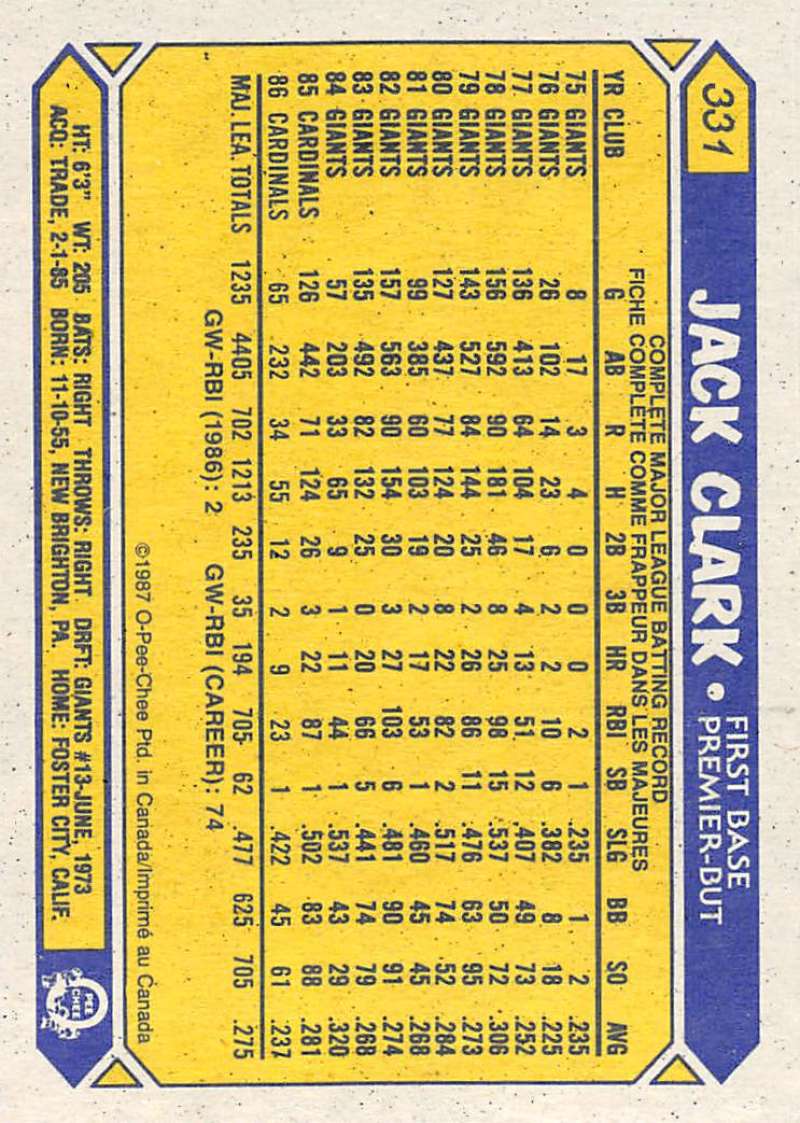 331
JACK CLARK • FIRST BASE
PREMIER-BUT
COMPLETE MAJOR LEAGUE BATTING RECORD
FICHE COMPLÈTE COMME FRAPPEUR DANS LES MAJEURES
YR CLUB G AB R H 2B 3B HR RBI SB SLG BB SO AVG
75 GIANTS 8 17 3 4 0 0 0 2 1 .235 1 2 .235
76 GIANTS 26 102 14 23 6 2 2 10 6 .382 8 18 .225
77 GIANTS 136 413 64 104 17 4 13 51 12 .407 49 73 .252
78 GIANTS 156 592 90 181 46 8 25 98 15 .537 50 72 .306
79 GIANTS 143 527 84 144 25 2 26 86 11 .476 63 95 .273
80 GIANTS 127 437 77 124 20 8 22 82 2 .517 74 52 .284
81 GIANTS 99 385 60 103 19 2 17 53 1 .460 45 45 .268
82 GIANTS 157 563 90 154 30 3 27 103 6 .481 90 91 .274
83 GIANTS 135 492 82 132 25 0 20 66 5 .441 74 79 .268
84 GIANTS 57 203 33 65 9 1 11 44 1 .537 43 29 .320
85 CARDINALS 126 442 71 124 26 3 22 87 1 .502 83 88 .281
86 CARDINALS 65 232 34 55 12 2 9 23 1 .422 45 61 .237
MAJ. LEA. TOTALS 1235 4405 702 1213 235 35 194 705 62 .477 625 705 .275
GW-RBI (1986): 2 GW-RBI (CAREER): 74
©1987 O-Pee-Chee Ptd. in Canada/Imprimé au Canada
HT: 6'3" WT: 205 BATS: RIGHT THROWS: RIGHT DRFT: GIANTS #13-JUNE, 1973
ACQ: TRADE, 2-1-85 BORN: 11-10-55, NEW BRIGHTON, PA. HOME: FOSTER CITY, CALIF.
O
PEE
CHEE